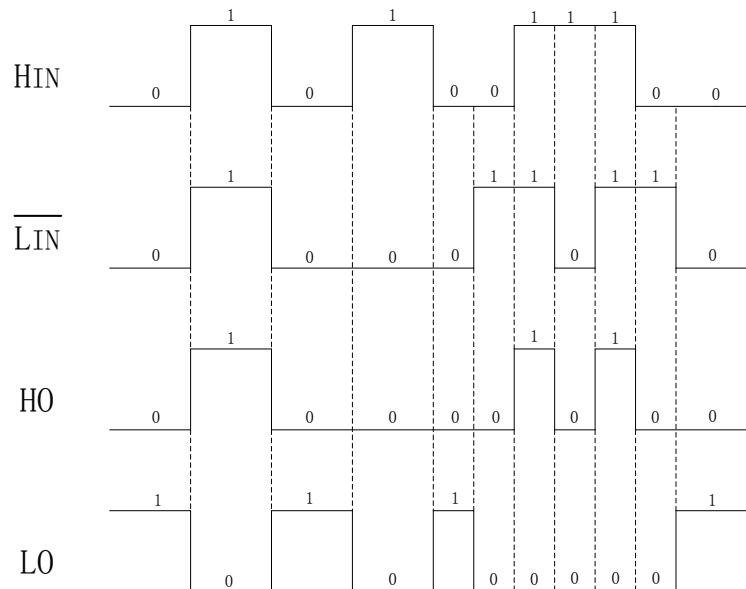 1 1 1 1 1
HIN
0 0 0 0 0 0
1 1 1 1 1
L̅I̅N̅
0 0 0 0 0 0
1 1 1
HO
0 0 0 0 0 0 0 0
1 1 1 1
LO
0 0 0 0 0 0 0